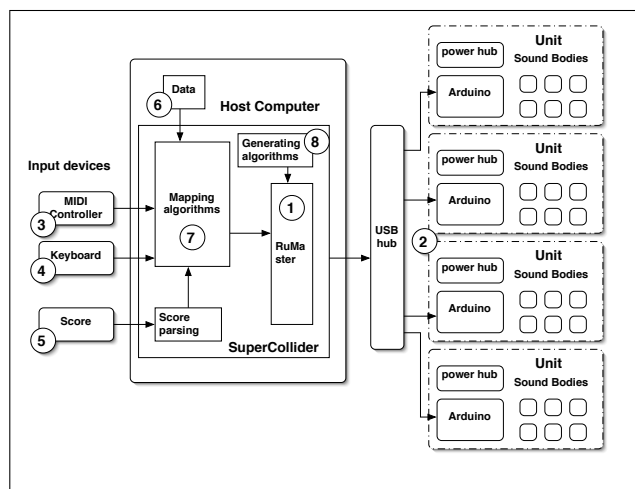 Input devices
MIDI
Controller
3
Keyboard
4
Score
5
Host Computer
Data
6
Mapping
algorithms
7
Score
parsing
Generating
algorithms
8
1
RuMa
ster
SuperCollider
USB
hub
2
Unit
power hub
Sound Bodies
Arduino
Unit
power hub
Sound Bodies
Arduino
Unit
power hub
Sound Bodies
Arduino
Unit
power hub
Sound Bodies
Arduino